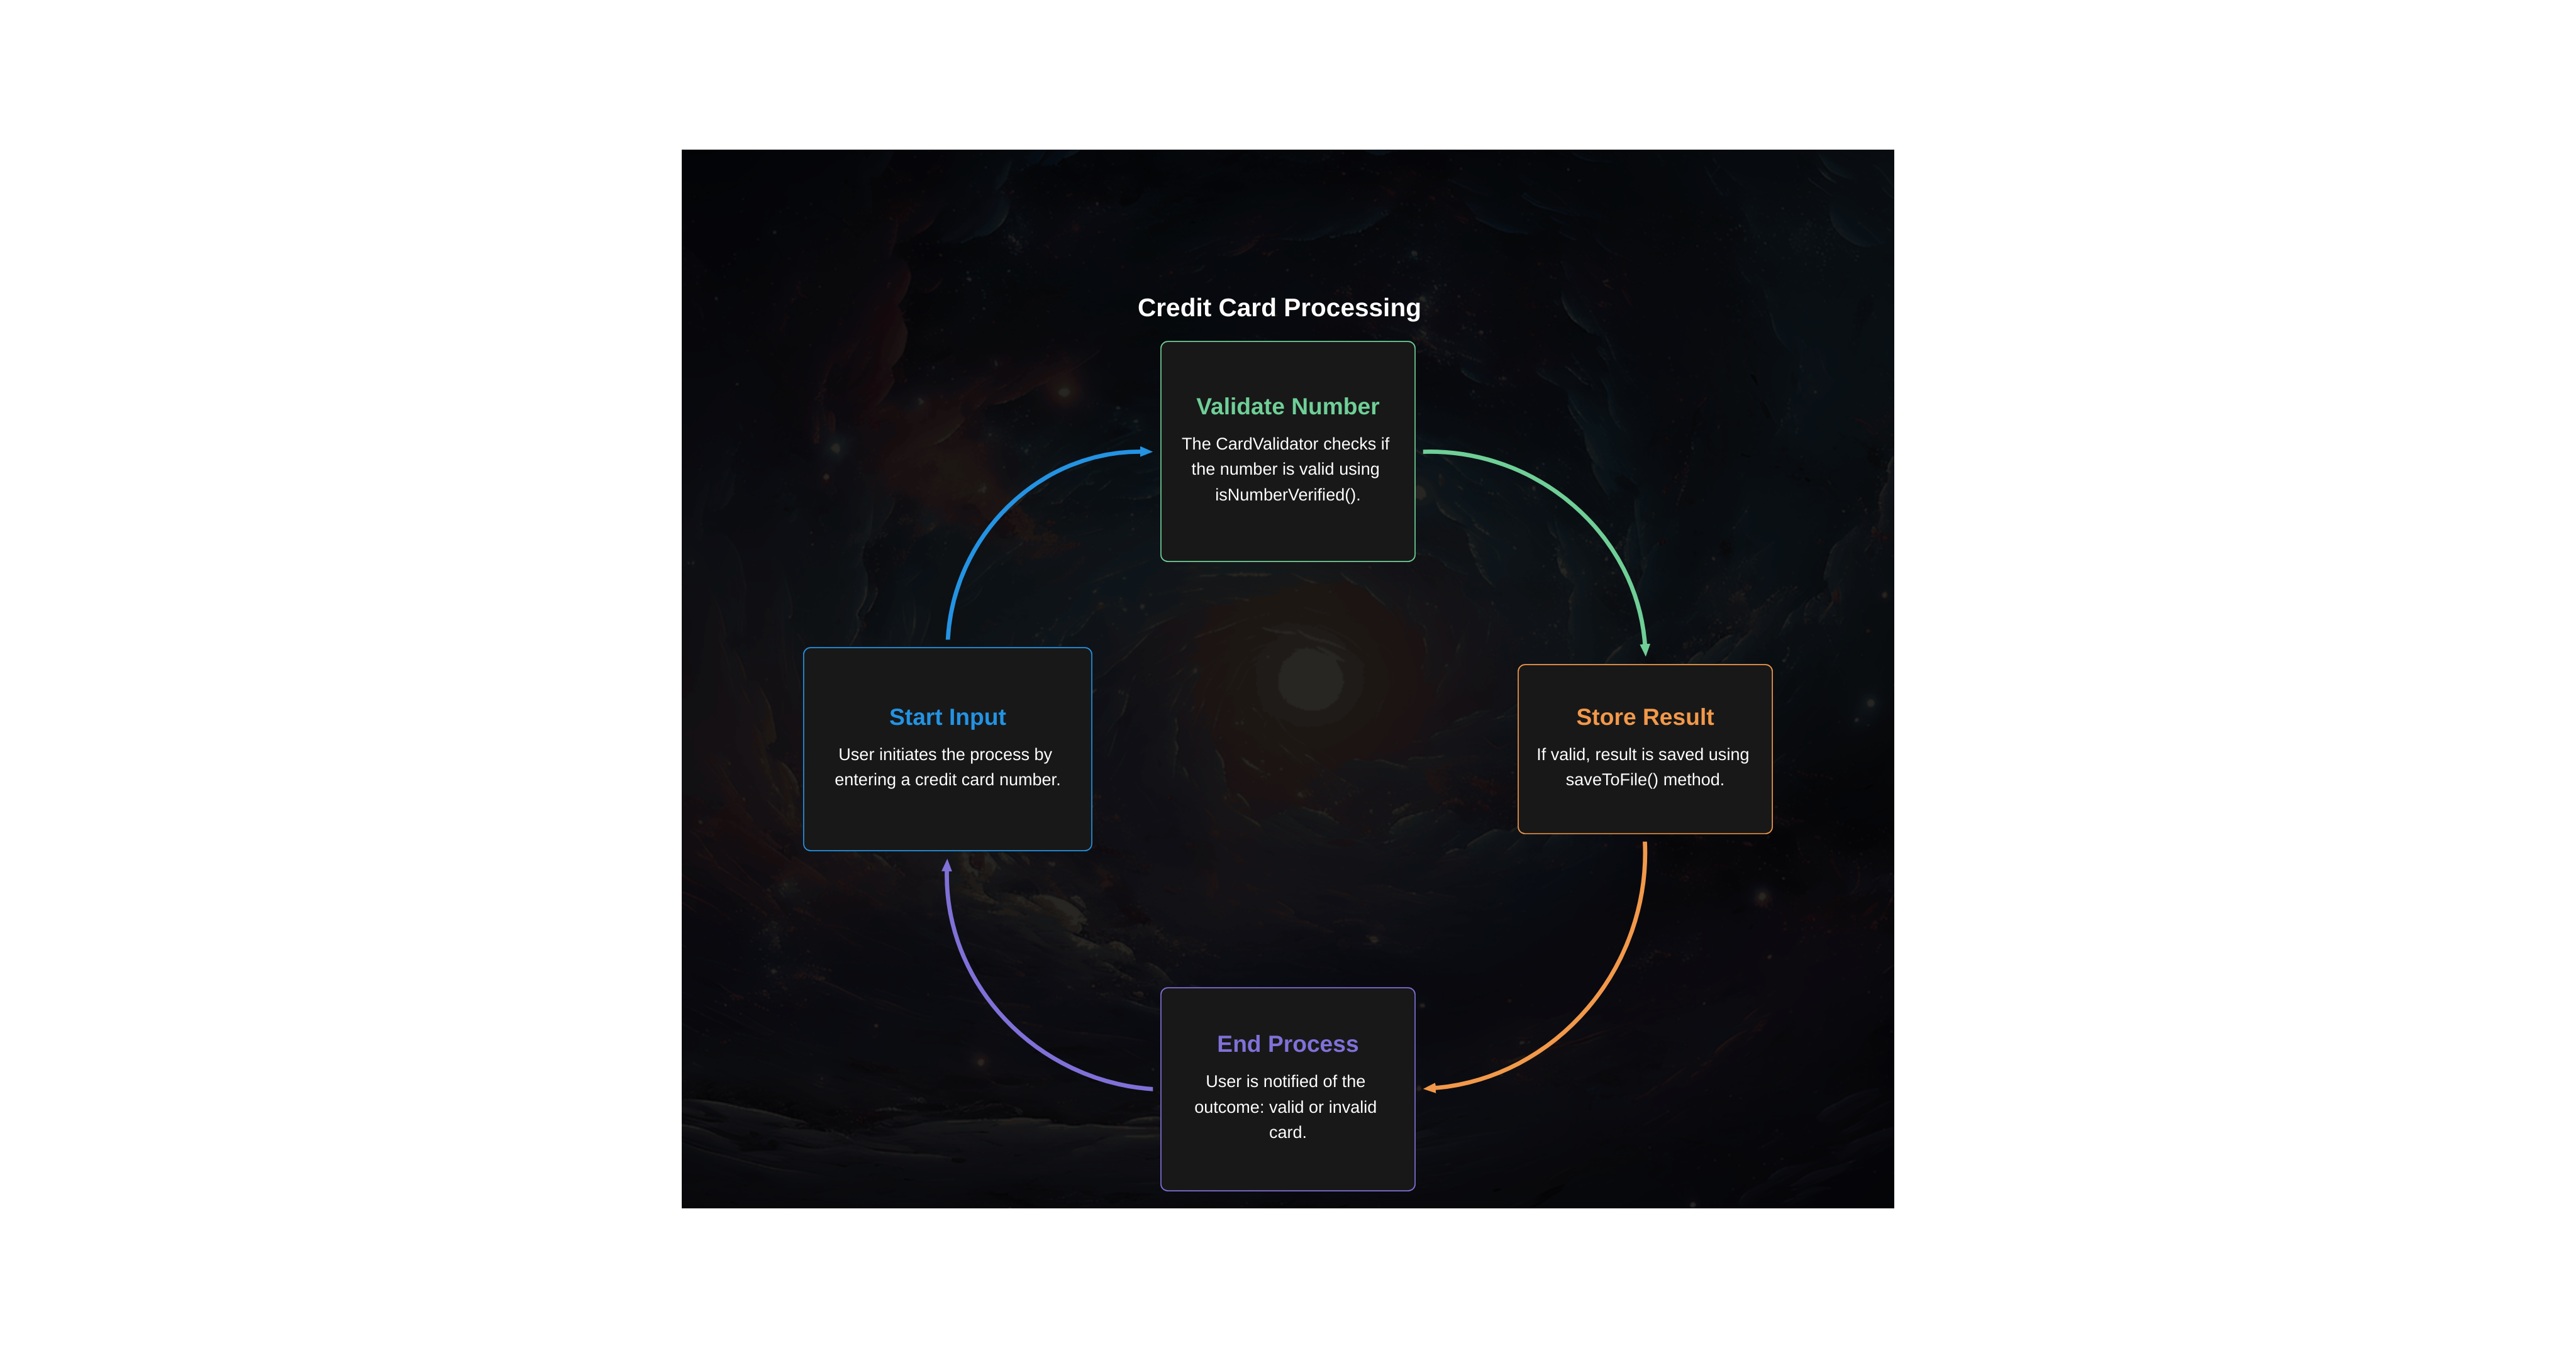 Credit Card Processing
Validate Number
The CardValidator checks if
the number is valid using
isNumberVerified().
Start Input
User initiates the process by
entering a credit card number.
Store Result
If valid, result is saved using
saveToFile() method.
End Process
User is notified of the
outcome: valid or invalid
card.